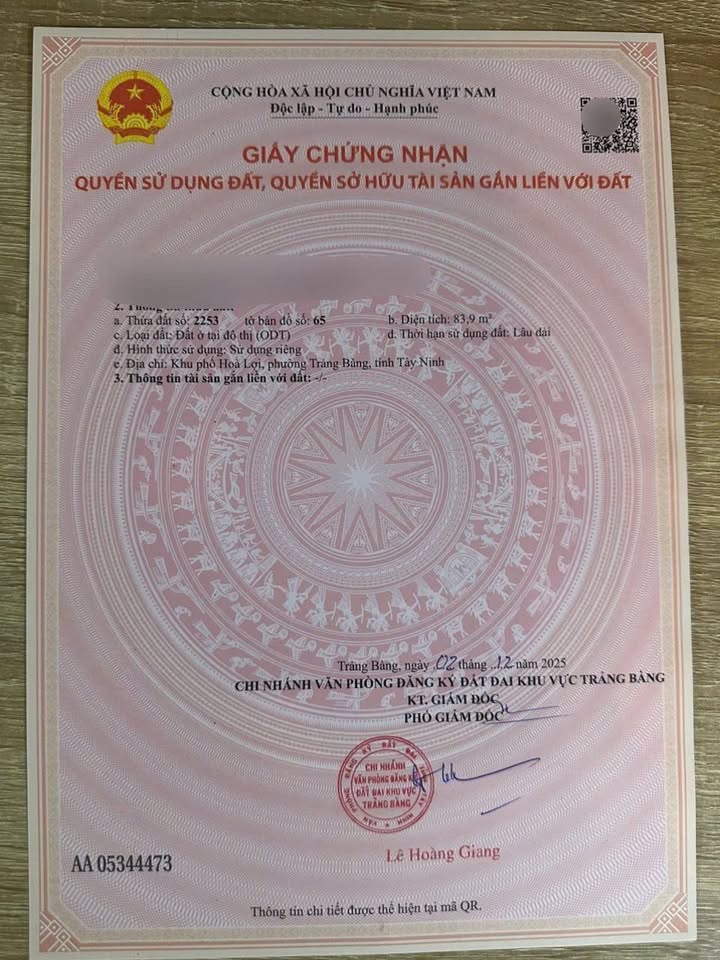 CỘNG HÒA XÃ HỘI CHỦ NGHĨA VIỆT NAM
Độc lập - Tự do - Hạnh phúc
GIẤY CHỨNG NHẬN
QUYỀN SỬ DỤNG ĐẤT, QUYỀN SỞ HỮU TÀI SẢN GẮN LIỀN VỚI ĐẤT
a. Thửa đất số: 2253 tờ bản đồ số: 65 b. Diện tích: 83,9 m²
c. Loại đất: Đất ở tại đô thị (ODT) d. Thời hạn sử dụng đất: Lâu dài
đ. Hình thức sử dụng: Sử dụng riêng
e. Địa chỉ: Khu phố Hoà Lợi, phường Trảng Bàng, tỉnh Tây Ninh
3. Thông tin tài sản gắn liền với đất: -/-
Trảng Bàng, ngày 02 tháng 12 năm 2025
CHI NHÁNH VĂN PHÒNG ĐĂNG KÝ ĐẤT ĐAI KHU VỰC TRẢNG BÀNG
KT. GIÁM ĐỐC
PHÓ GIÁM ĐỐC
CHI NHÁNH
VĂN PHÒNG ĐĂNG KÝ
ĐẤT ĐAI KHU VỰC
TRẢNG BÀNG
Lê Hoàng Giang
AA 05344473
Thông tin chi tiết được thể hiện tại mã QR.